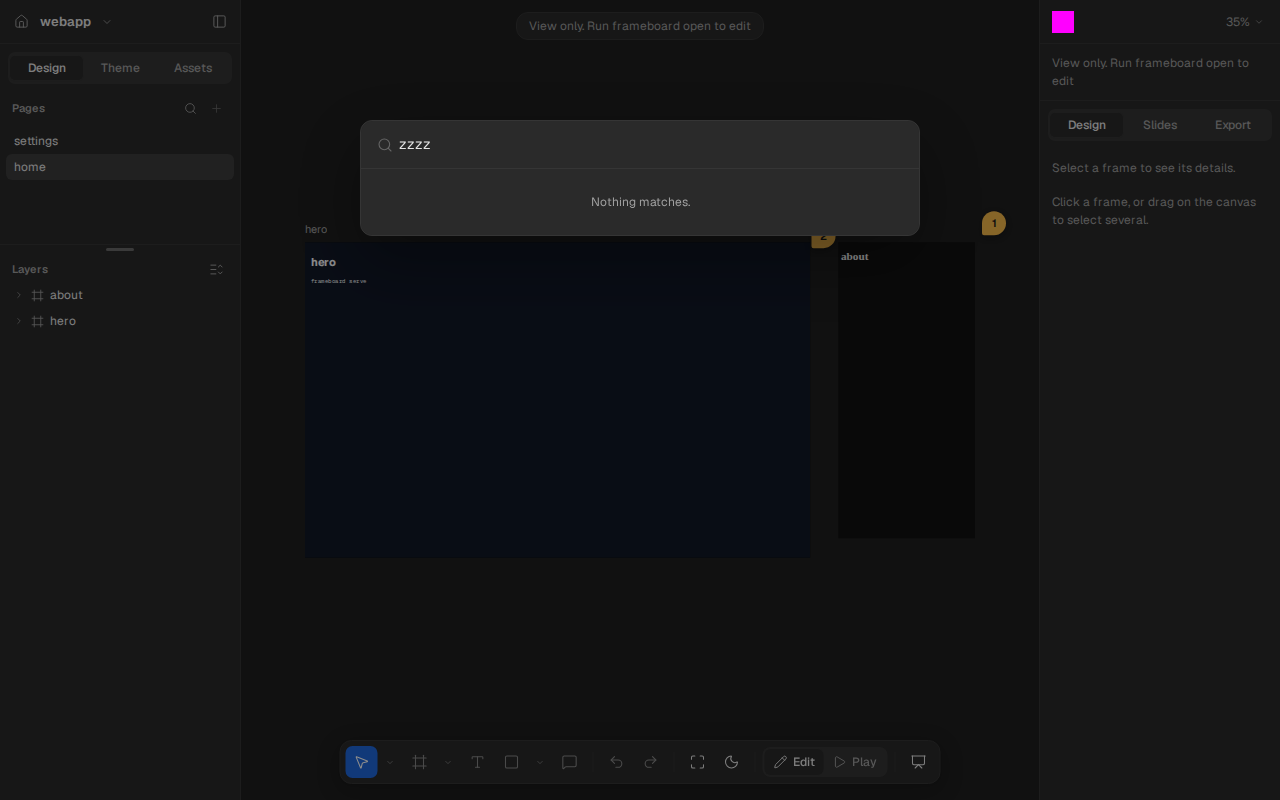 webapp
View only. Run frameboard open to edit
35%
View only. Run frameboard open to
edit
Design
Theme
Assets
Design
Slides
Export
Pages
settings
home
zzzz
Nothing matches.
Select a frame to see its details.
Click a frame, or drag on the canvas
to select several.
hero
2
1
hero
frameboard serve
about
Layers
about
hero
Edit
Play